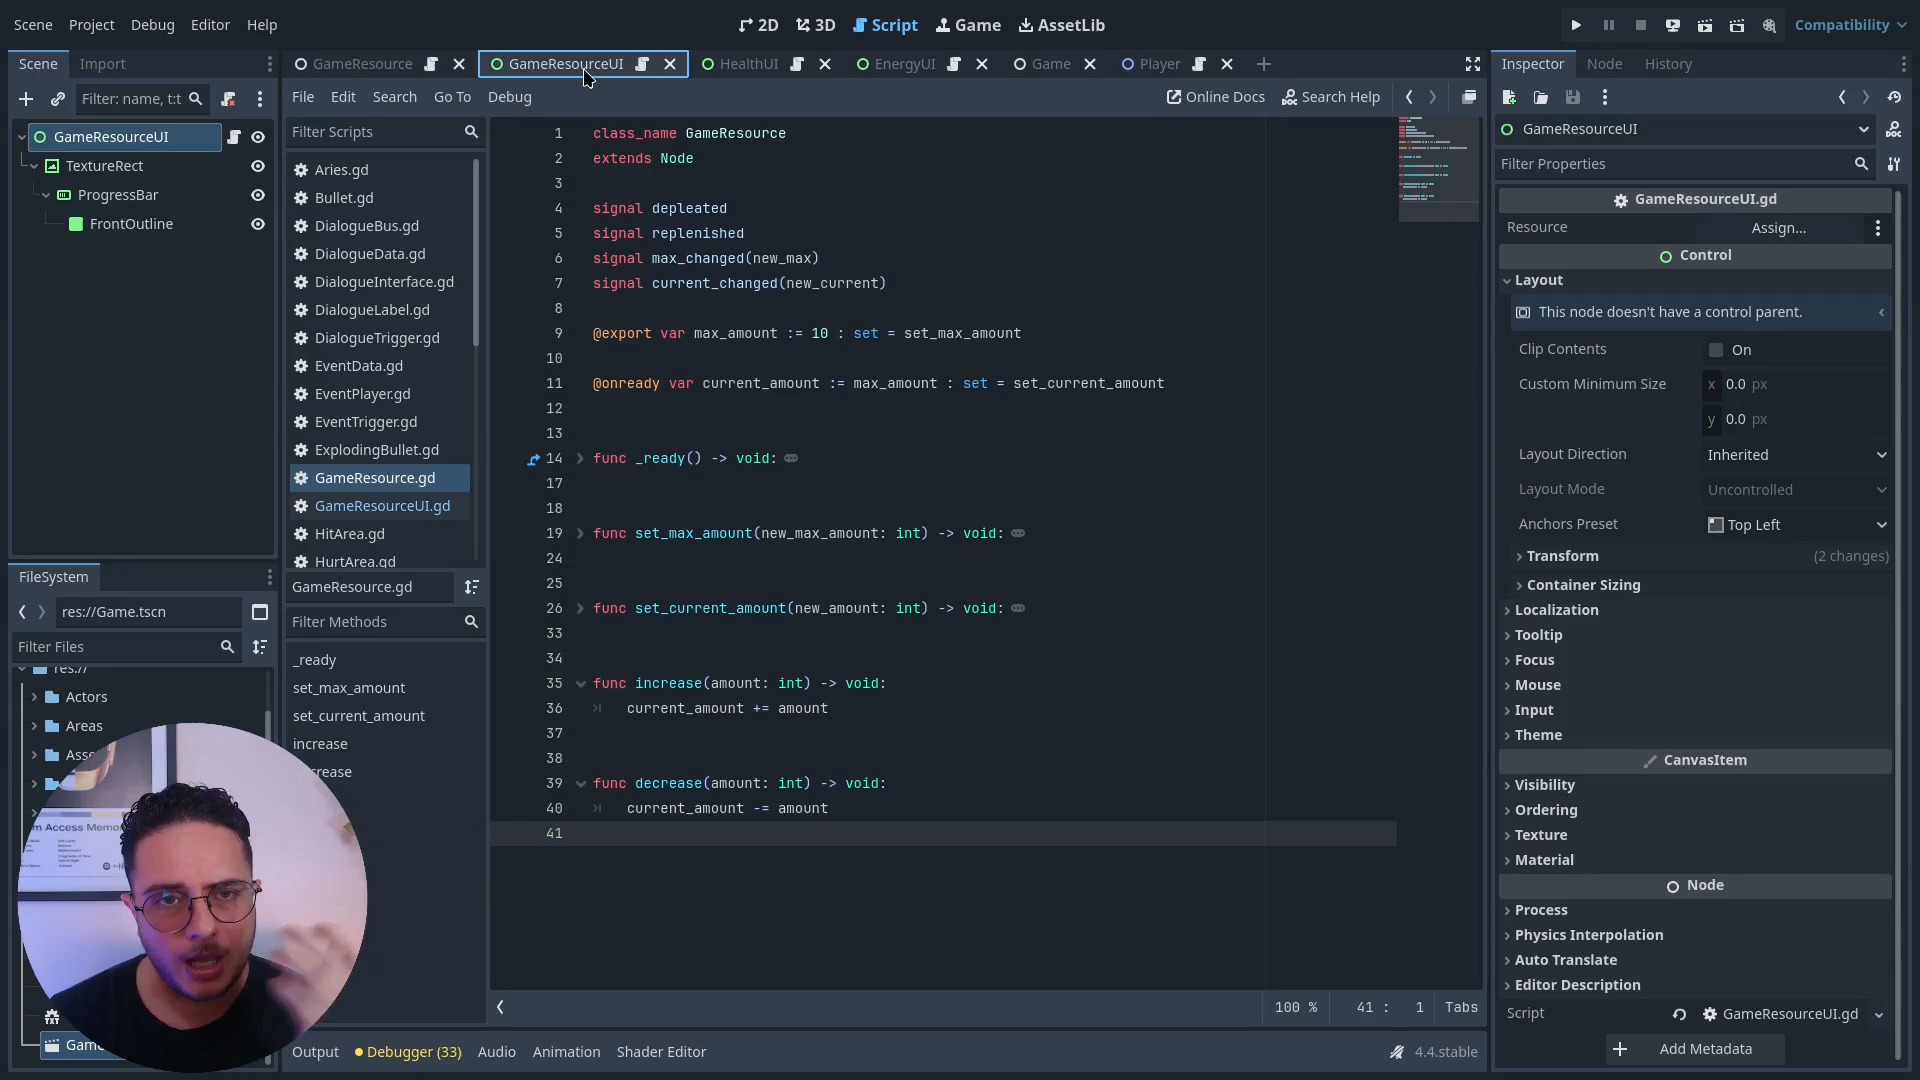 Scene Project Debug Editor Help
2D 3D Script Game AssetLib
Compatibility
Scene Import
GameResource GameResourceUI HealthUI EnergyUI Game Player
Inspector Node History
Filter: name, t:t
File Edit Search Go To Debug
Online Docs Search Help
GameResourceUI
TextureRect
ProgressBar
FrontOutline
FileSystem
res://Game.tscn
Filter Files
res://
Actors
Areas
Filter Scripts
Aries.gd
Bullet.gd
DialogueBus.gd
DialogueData.gd
DialogueInterface.gd
DialogueLabel.gd
DialogueTrigger.gd
EventData.gd
EventPlayer.gd
EventTrigger.gd
ExplodingBullet.gd
GameResource.gd
GameResourceUI.gd
HitArea.gd
HurtArea.gd
GameResource.gd
Filter Methods
_ready
set_max_amount
set_current_amount
increase
1 class_name GameResource
2 extends Node
3
4 signal depleated
5 signal replenished
6 signal max_changed(new_max)
7 signal current_changed(new_current)
8
9 @export var max_amount := 10 : set = set_max_amount
10
11 @onready var current_amount := max_amount : set = set_current_amount
12
13
14 func _ready() -> void:
17
18
19 func set_max_amount(new_max_amount: int) -> void:
24
25
26 func set_current_amount(new_amount: int) -> void:
33
34
35 func increase(amount: int) -> void:
36 current_amount += amount
37
38
39 func decrease(amount: int) -> void:
40 current_amount -= amount
41
100 % 41 : 1 Tabs
Output Debugger (33) Audio Animation Shader Editor
4.4.stable
GameResourceUI
Filter Properties
GameResourceUI.gd
Resource Assign...
Control
Layout
This node doesn't have a control parent.
Clip Contents On
Custom Minimum Size x 0.0 px
y 0.0 px
Layout Direction Inherited
Layout Mode Uncontrolled
Anchors Preset Top Left
Transform (2 changes)
Container Sizing
Localization
Tooltip
Focus
Mouse
Input
Theme
CanvasItem
Visibility
Ordering
Texture
Material
Node
Process
Physics Interpolation
Auto Translate
Editor Description
Script GameResourceUI.gd
Add Metadata